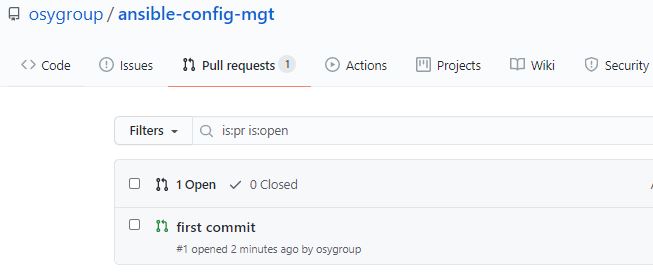 osygroup / ansible-config-mgt
Code Issues Pull requests 1 Actions Projects Wiki Security
Filters is:pr is:open
1 Open 0 Closed
first commit
#1 opened 2 minutes ago by osygroup